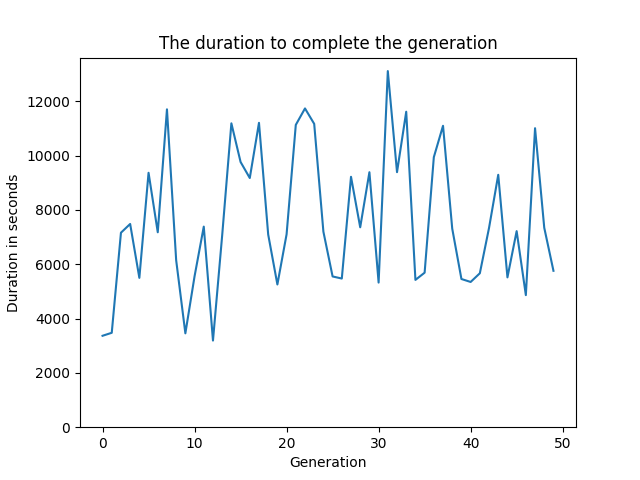 The duration to complete the generation
12000
10000
8000
6000
4000
2000
0
Duration in seconds
0 10 20 30 40 50
Generation